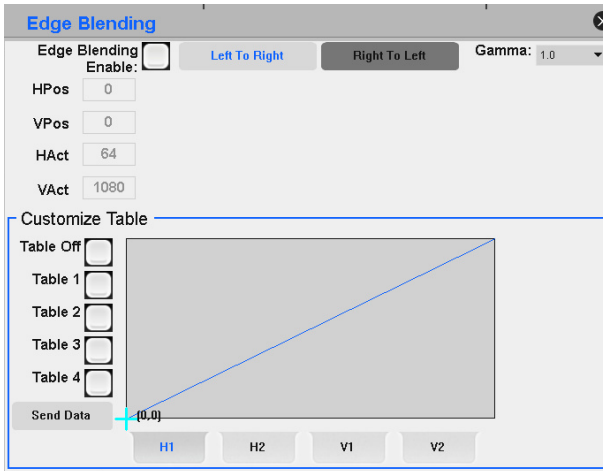 Edge Blending
Edge Blending Enable: Left To Right Right To Left Gamma: 1.0
HPos 0
VPos 0
HAct 64
VAct 1080
Customize Table
Table Off
Table 1
Table 2
Table 3
Table 4
Send Data (0,0)
H1 H2 V1 V2